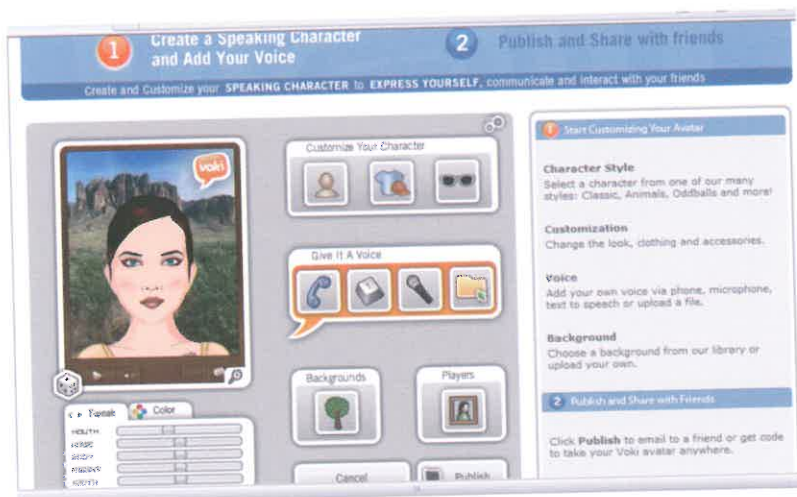 1 Create a Speaking Character
and Add Your Voice
2 Publish and Share with friends
Create and Customize your SPEAKING CHARACTER to EXPRESS YOURSELF, communicate and interact with your friends
voki
Customize Your Character
Give It A Voice
Backgrounds
Players
Tweak
Color
MOUTH
Cancel
Publish
1 Start Customizing Your Avatar
Character Style
Select a character from one of our many
styles: Classic, Animals, Oddballs and more!
Customization
Change the look, clothing and accessories.
Voice
Add your own voice via phone, microphone,
text to speech or upload a file.
Background
Choose a background from our library or
upload your own.
2 Publish and Share with Friends
Click Publish to email to a friend or get code
to take your Voki avatar anywhere.